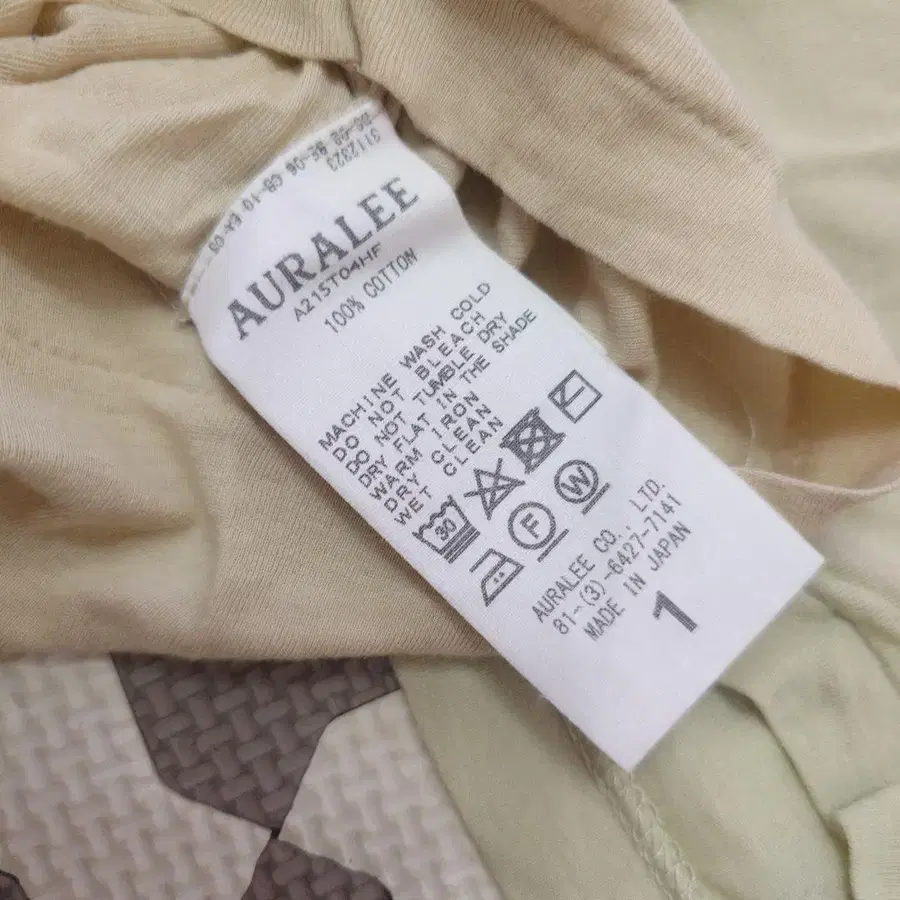 3112323
AURALEE
A21ST04HF
100% COTTON
MACHINE WASH COLD
DO NOT BLEACH
DO NOT TUMBLE DRY
DRY FLAT IN THE SHADE
WARM IRON
DRY CLEAN
WET CLEAN
30
F
W
AURALEE CO., LTD.
81-(3)-6427-7141
MADE IN JAPAN
1